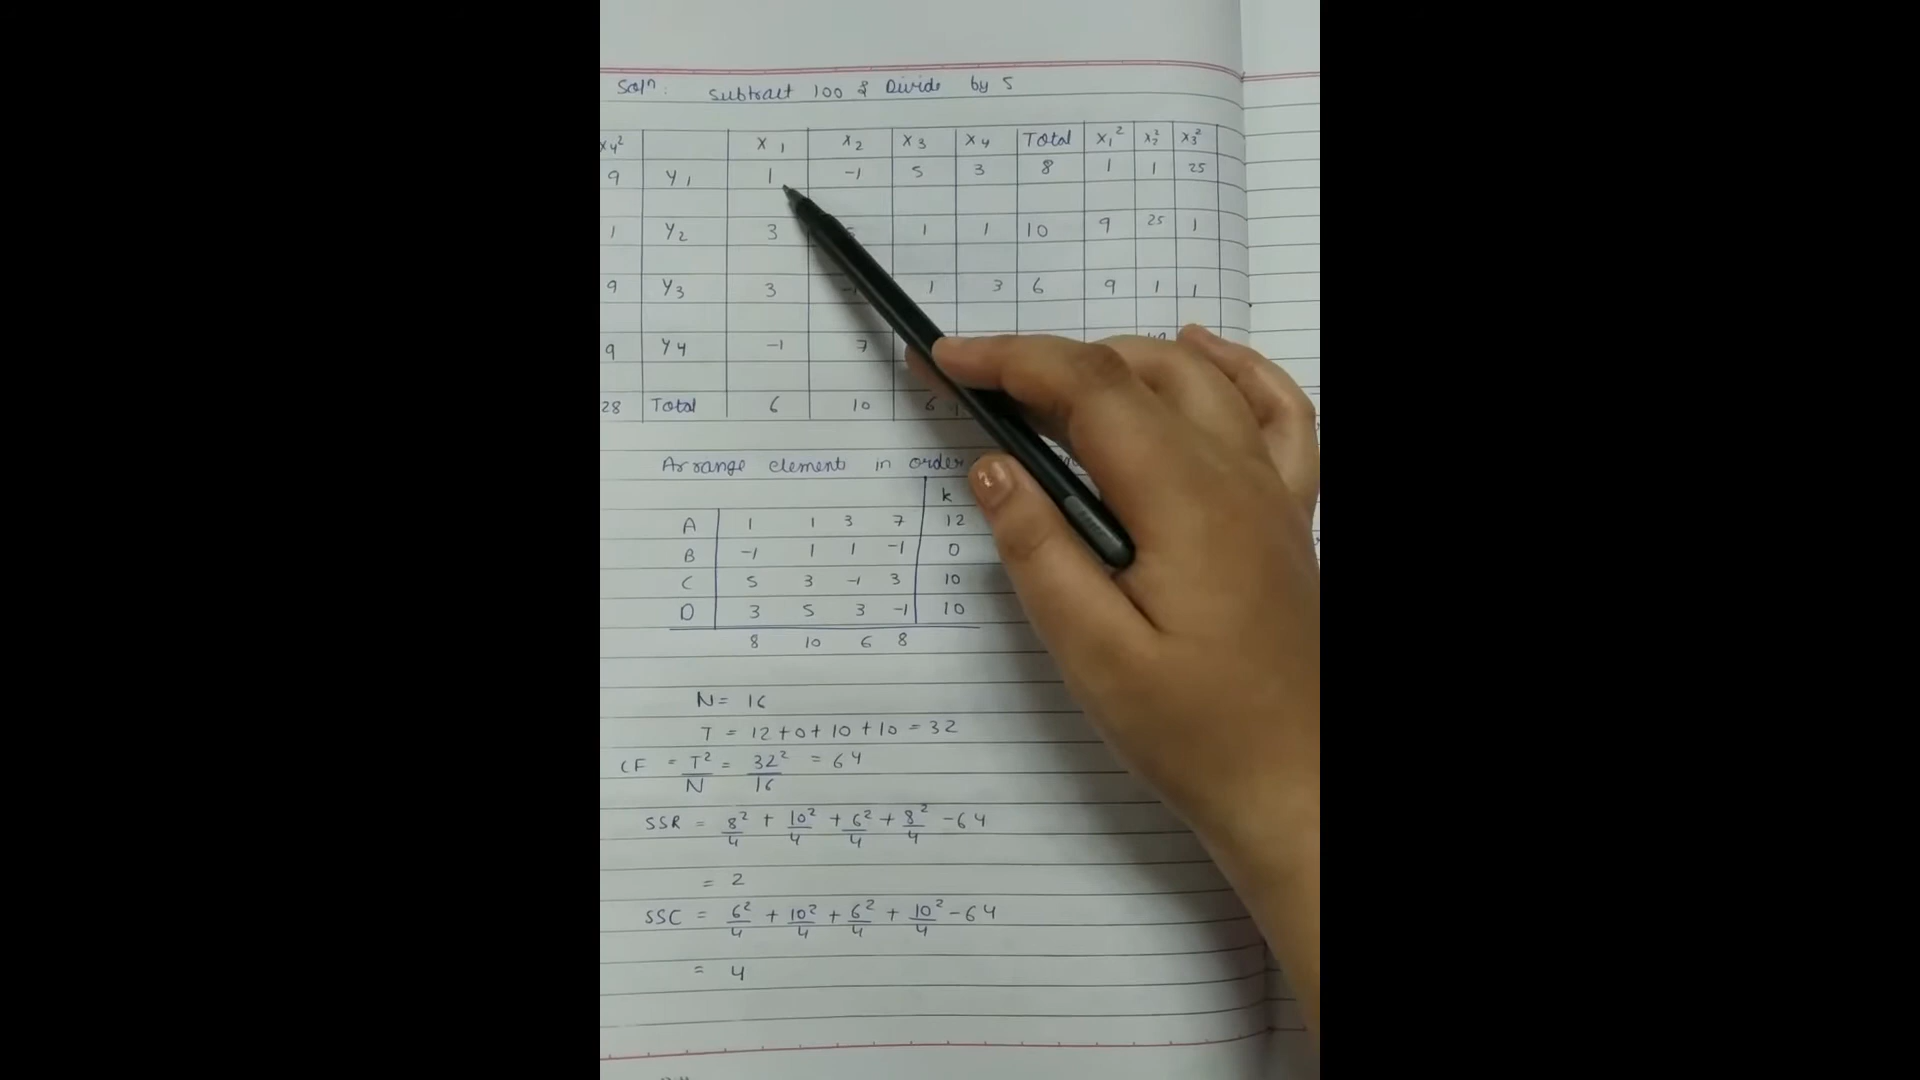 Soln: Subtract 100 & Divide by 5
X4² X1 X2 X3 X4 Total X1² X2² X3²
9 Y1 1 -1 5 3 8 1 1 25
1 Y2 3 1 1 10 9 25 1
9 Y3 3 -1 1 3 6 9 1 1
9 Y4 -1 7
28 Total 6 10 6
Arrange elements in order
k
A 1 1 3 7 12
B -1 1 1 -1 0
C 5 3 -1 3 10
D 3 5 3 -1 10
8 10 6 8
N = 16
T = 12 + 0 + 10 + 10 = 32
CF = T²/N = 32²/16 = 64
SSR = 8²/4 + 10²/4 + 6²/4 + 8²/4 - 64
= 2
SSC = 6²/4 + 10²/4 + 6²/4 + 10²/4 - 64
= 4